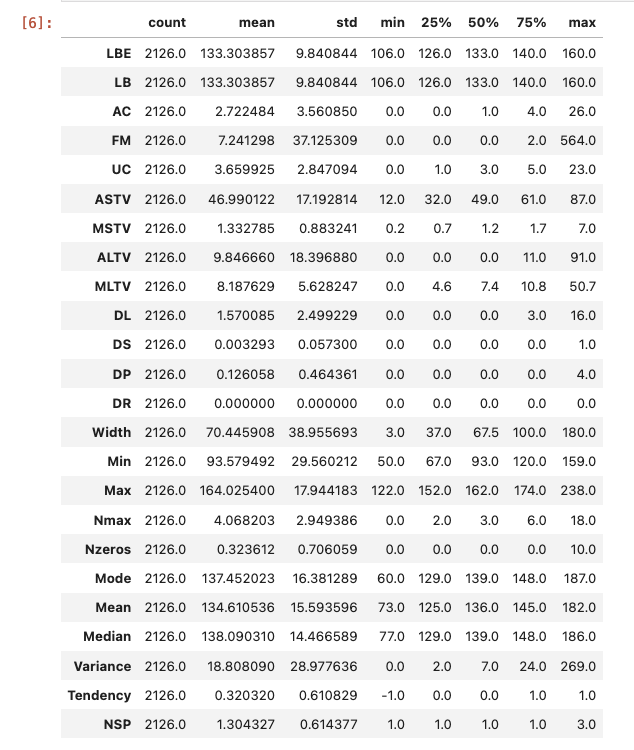 [6]: count mean std min 25% 50% 75% max
LBE 2126.0 133.303857 9.840844 106.0 126.0 133.0 140.0 160.0
LB 2126.0 133.303857 9.840844 106.0 126.0 133.0 140.0 160.0
AC 2126.0 2.722484 3.560850 0.0 0.0 1.0 4.0 26.0
FM 2126.0 7.241298 37.125309 0.0 0.0 0.0 2.0 564.0
UC 2126.0 3.659925 2.847094 0.0 1.0 3.0 5.0 23.0
ASTV 2126.0 46.990122 17.192814 12.0 32.0 49.0 61.0 87.0
MSTV 2126.0 1.332785 0.883241 0.2 0.7 1.2 1.7 7.0
ALTV 2126.0 9.846660 18.396880 0.0 0.0 0.0 11.0 91.0
MLTV 2126.0 8.187629 5.628247 0.0 4.6 7.4 10.8 50.7
DL 2126.0 1.570085 2.499229 0.0 0.0 0.0 3.0 16.0
DS 2126.0 0.003293 0.057300 0.0 0.0 0.0 0.0 1.0
DP 2126.0 0.126058 0.464361 0.0 0.0 0.0 0.0 4.0
DR 2126.0 0.000000 0.000000 0.0 0.0 0.0 0.0 0.0
Width 2126.0 70.445908 38.955693 3.0 37.0 67.5 100.0 180.0
Min 2126.0 93.579492 29.560212 50.0 67.0 93.0 120.0 159.0
Max 2126.0 164.025400 17.944183 122.0 152.0 162.0 174.0 238.0
Nmax 2126.0 4.068203 2.949386 0.0 2.0 3.0 6.0 18.0
Nzeros 2126.0 0.323612 0.706059 0.0 0.0 0.0 0.0 10.0
Mode 2126.0 137.452023 16.381289 60.0 129.0 139.0 148.0 187.0
Mean 2126.0 134.610536 15.593596 73.0 125.0 136.0 145.0 182.0
Median 2126.0 138.090310 14.466589 77.0 129.0 139.0 148.0 186.0
Variance 2126.0 18.808090 28.977636 0.0 2.0 7.0 24.0 269.0
Tendency 2126.0 0.320320 0.610829 -1.0 0.0 0.0 1.0 1.0
NSP 2126.0 1.304327 0.614377 1.0 1.0 1.0 1.0 3.0